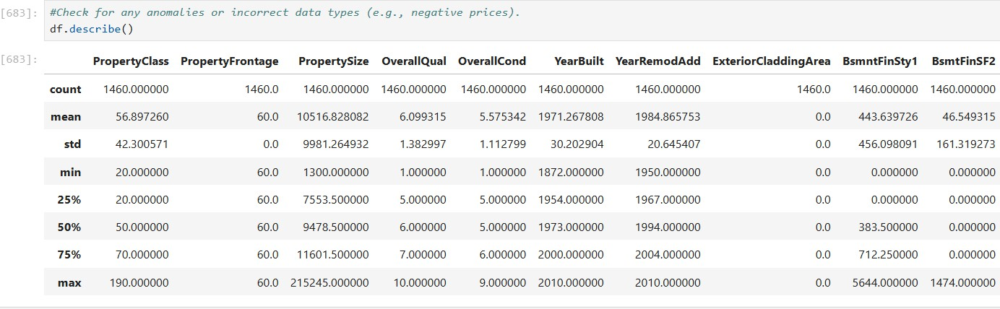 [683]: #Check for any anomalies or incorrect data types (e.g., negative prices).
df.describe()
[683]:
PropertyClass PropertyFrontage PropertySize OverallQual OverallCond YearBuilt YearRemodAdd ExteriorCladdingArea BsmntFinSty1 BsmtFinSF2
count 1460.000000 1460.0 1460.000000 1460.000000 1460.000000 1460.000000 1460.000000 1460.0 1460.000000 1460.000000
mean 56.897260 60.0 10516.828082 6.099315 5.575342 1971.267808 1984.865753 0.0 443.639726 46.549315
std 42.300571 0.0 9981.264932 1.382997 1.112799 30.202904 20.645407 0.0 456.098091 161.319273
min 20.000000 60.0 1300.000000 1.000000 1.000000 1872.000000 1950.000000 0.0 0.000000 0.000000
25% 20.000000 60.0 7553.500000 5.000000 5.000000 1954.000000 1967.000000 0.0 0.000000 0.000000
50% 50.000000 60.0 9478.500000 6.000000 5.000000 1973.000000 1994.000000 0.0 383.500000 0.000000
75% 70.000000 60.0 11601.500000 7.000000 6.000000 2000.000000 2004.000000 0.0 712.250000 0.000000
max 190.000000 60.0 215245.000000 10.000000 9.000000 2010.000000 2010.000000 0.0 5644.000000 1474.000000